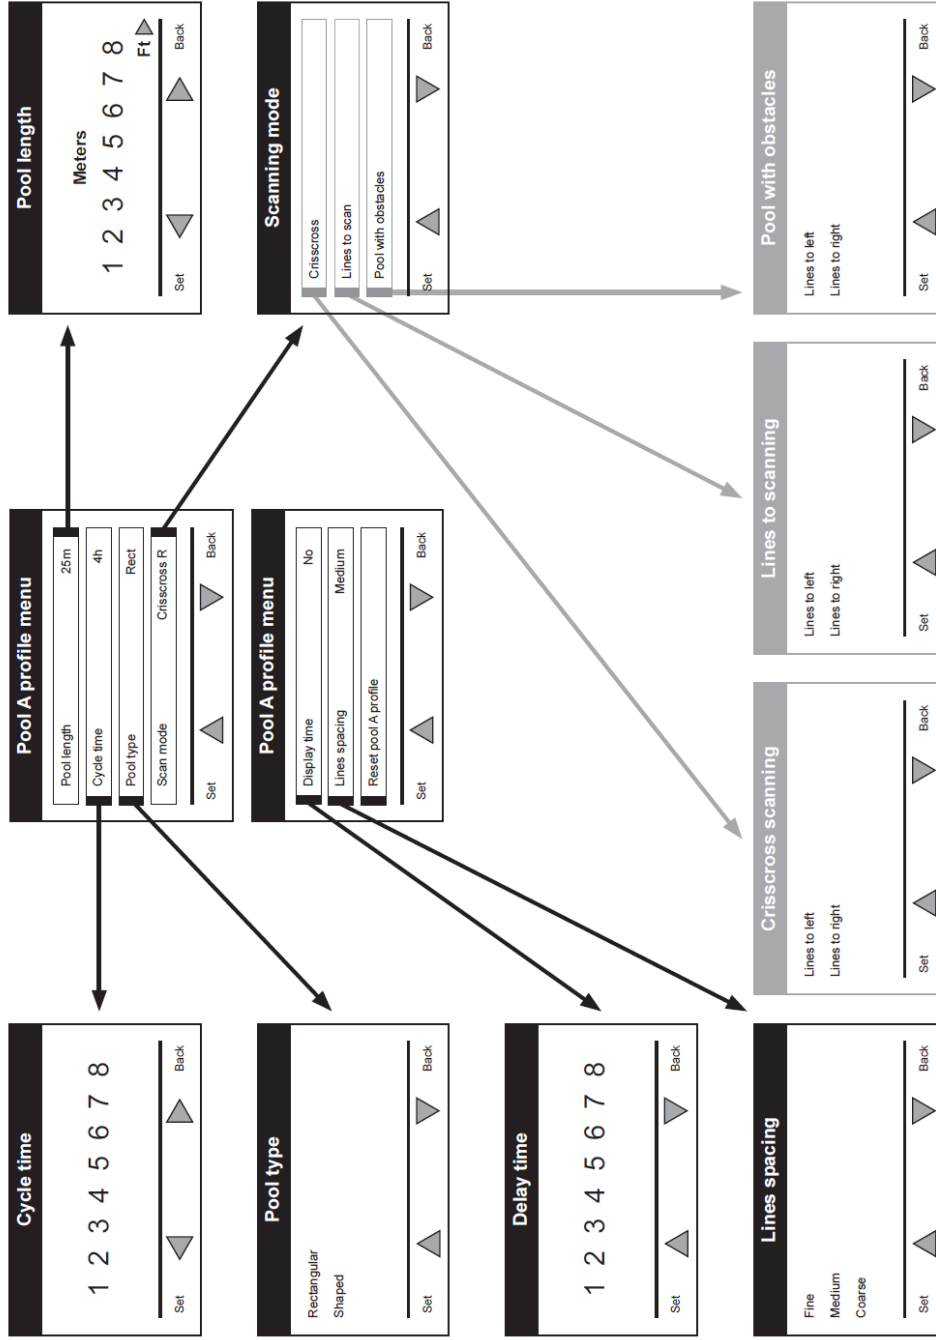 Cycle time
1 2 3 4 5 6 7 8
Set Back
Pool A profile menu
Pool length 25m
Cycle time 4h
Pool type Rect
Scan mode Crisscross R
Set Back
Pool length
Meters
1 2 3 4 5 6 7 8
Ft
Set Back
Pool type
Rectangular
Shaped
Set Back
Pool A profile menu
Display time No
Lines spacing Medium
Reset pool A profile
Set Back
Scanning mode
Crisscross
Lines to scan
Pool with obstacles
Set Back
Delay time
1 2 3 4 5 6 7 8
Set Back
Lines spacing
Fine
Medium
Coarse
Set Back
Crisscross scanning
Lines to left
Lines to right
Set Back
Lines to scanning
Lines to left
Lines to right
Set Back
Pool with obstacles
Lines to left
Lines to right
Set Back